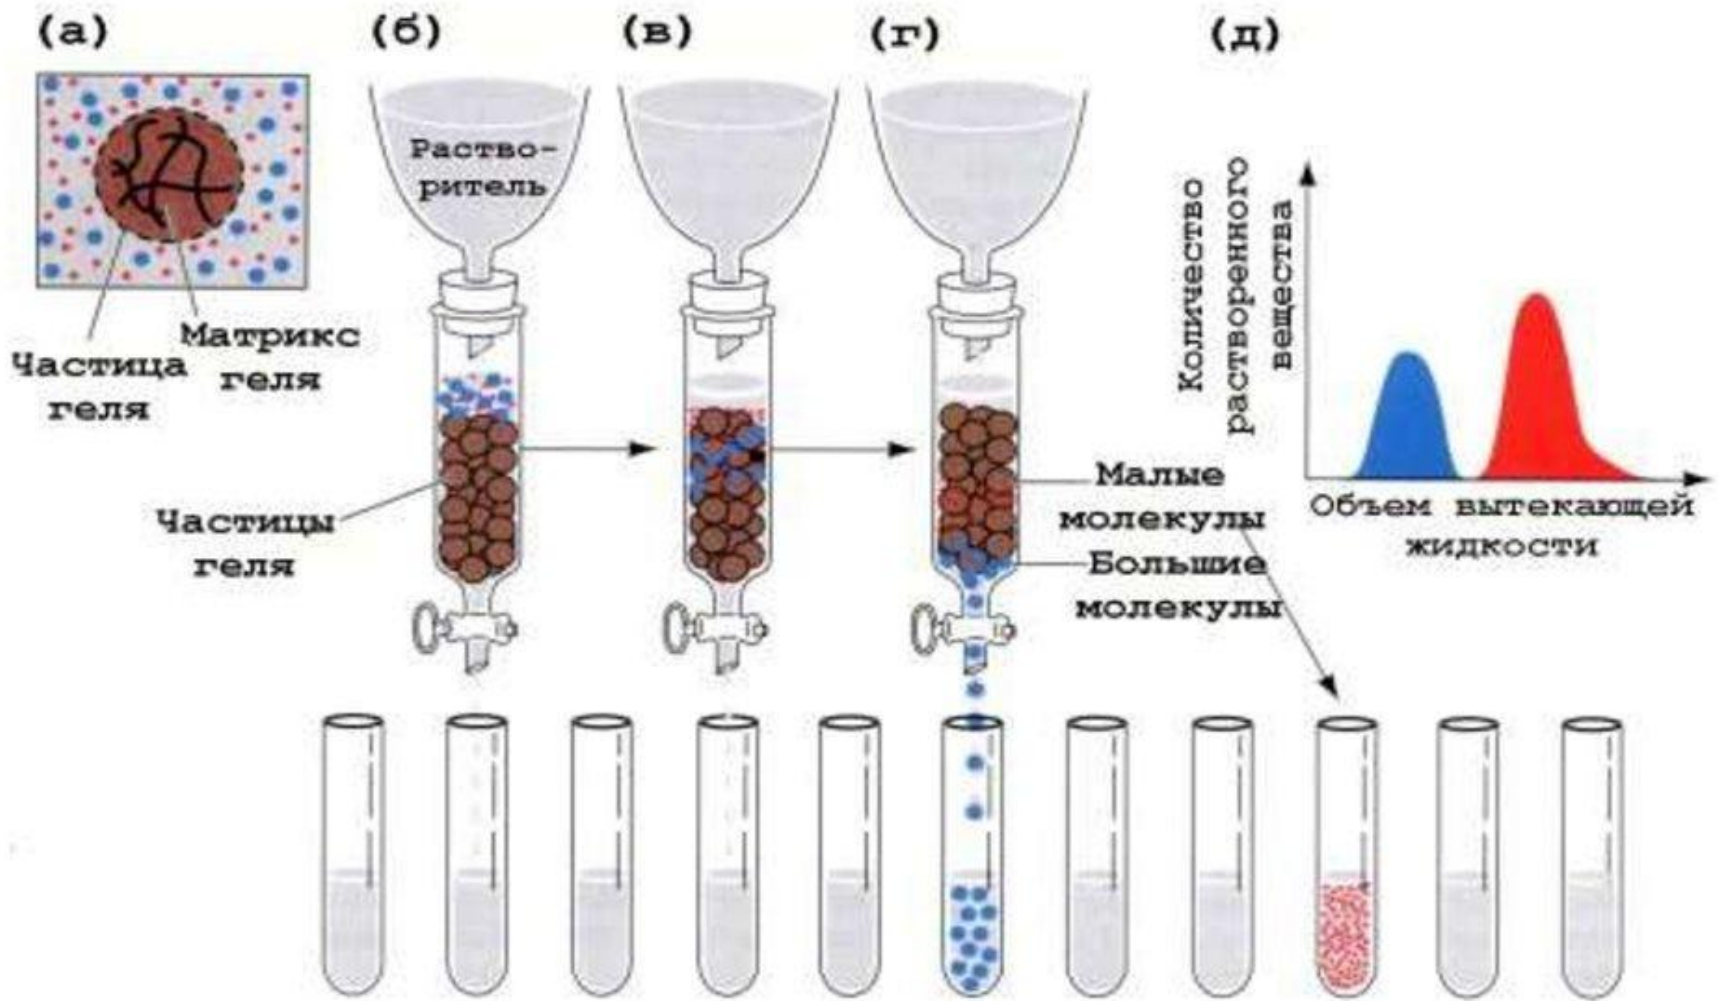 (а)
(б)
(в)
(г)
(д)
Раство-
ритель
Матрикс
геля
Частица
геля
Частицы
геля
Малые
молекулы
Большие
молекулы
Количество
растворенного
вещества
Объем вытекающей
жидкости